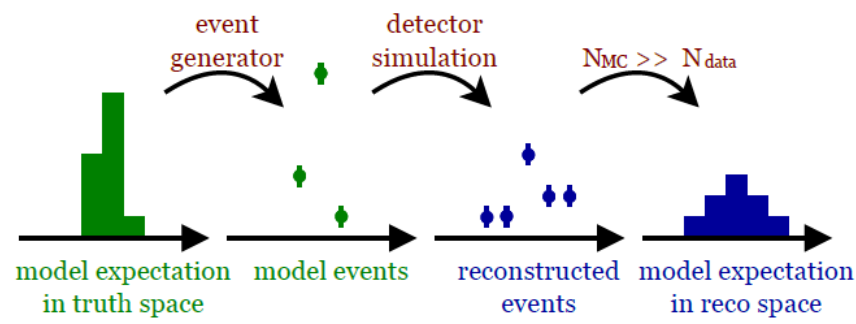 event
generator
detector
simulation
NMC >> Ndata
model expectation
in truth space
model events
reconstructed
events
model expectation
in reco space